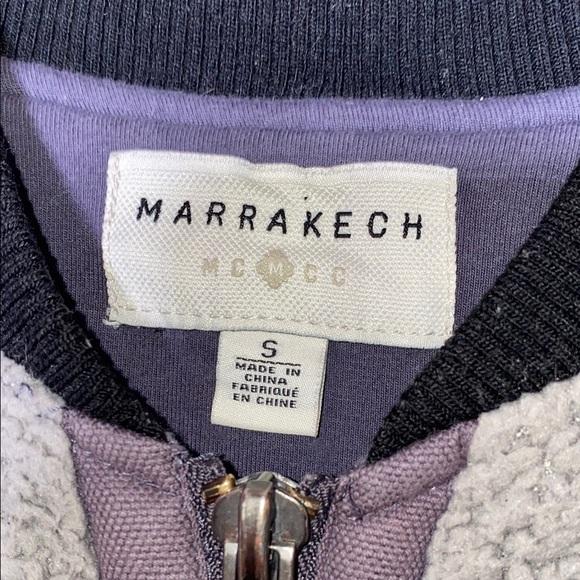 MARRAKECH
MC M CC
S
MADE IN
CHINA
FABRIQUÉ
EN CHINE